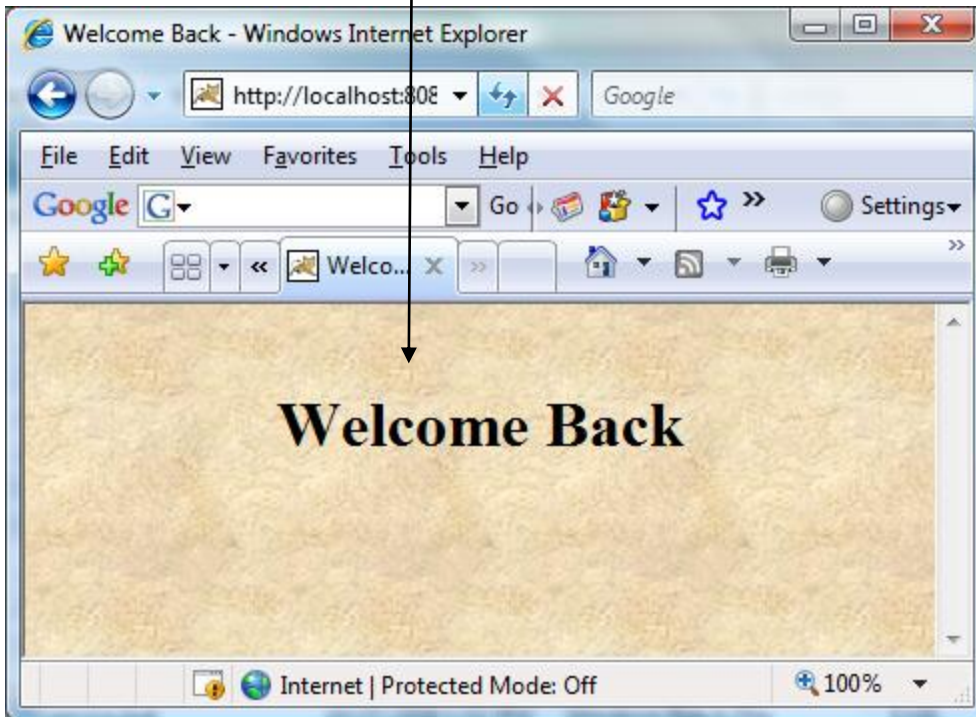 Welcome Back - Windows Internet Explorer
http://localhost:808 Google
File Edit View Favorites Tools Help
Google G Go Settings
Welco...
Welcome Back
Internet | Protected Mode: Off 100%